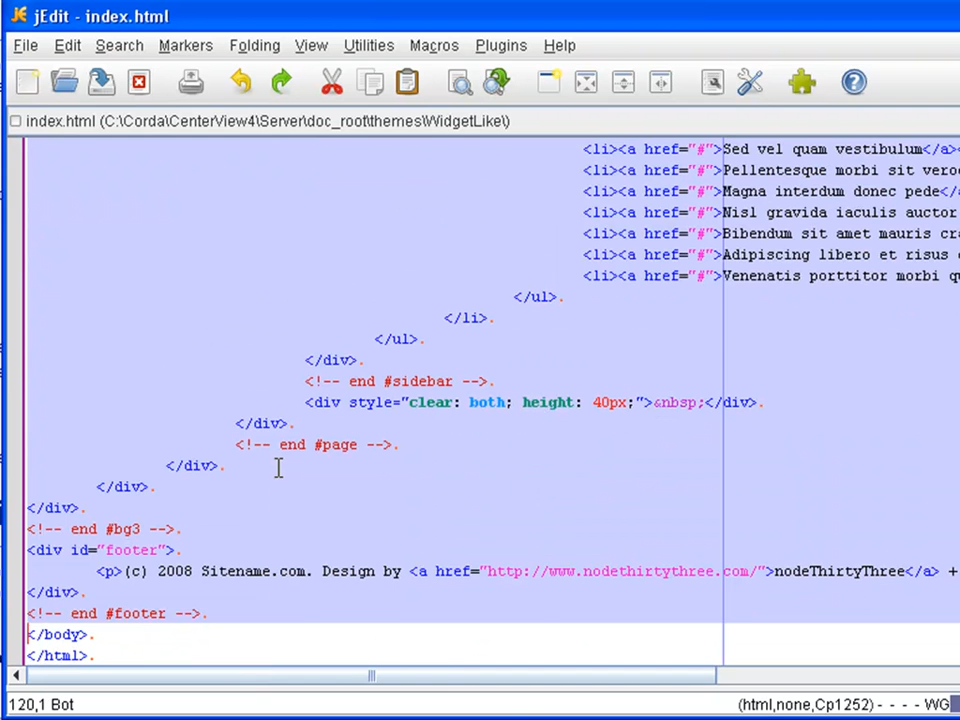 jEdit - index.html
File Edit Search Markers Folding View Utilities Macros Plugins Help
index.html (C:\Corda\CenterView4\Server\doc_root\themes\WidgetLike\)
<li><a href="#">Sed vel quam vestibulum</a>
<li><a href="#">Pellentesque morbi sit
<li><a href="#">Magna interdum donec pede</
<li><a href="#">Nisl gravida iaculis auctor
<li><a href="#">Bibendum sit amet mauris
<li><a href="#">Adipiscing libero et risus
<li><a href="#">Venenatis porttitor morbi
</ul>.
</li>.
</ul>.
</div>.
<!-- end #sidebar -->.
<div style="clear: both; height: 40px;">&nbsp;</div>.
</div>.
<!-- end #page -->.
</div>.
</div>.
</div>.
<!-- end #bg3 -->.
<div id="footer">.
<p>(c) 2008 Sitename.com. Design by <a href="http://www.nodethirtythree.com/">nodeThirtyThree</a> +
</div>.
<!-- end #footer -->.
</body>.
</html>.
120,1 Bot (html,none,Cp1252) - - - - WG